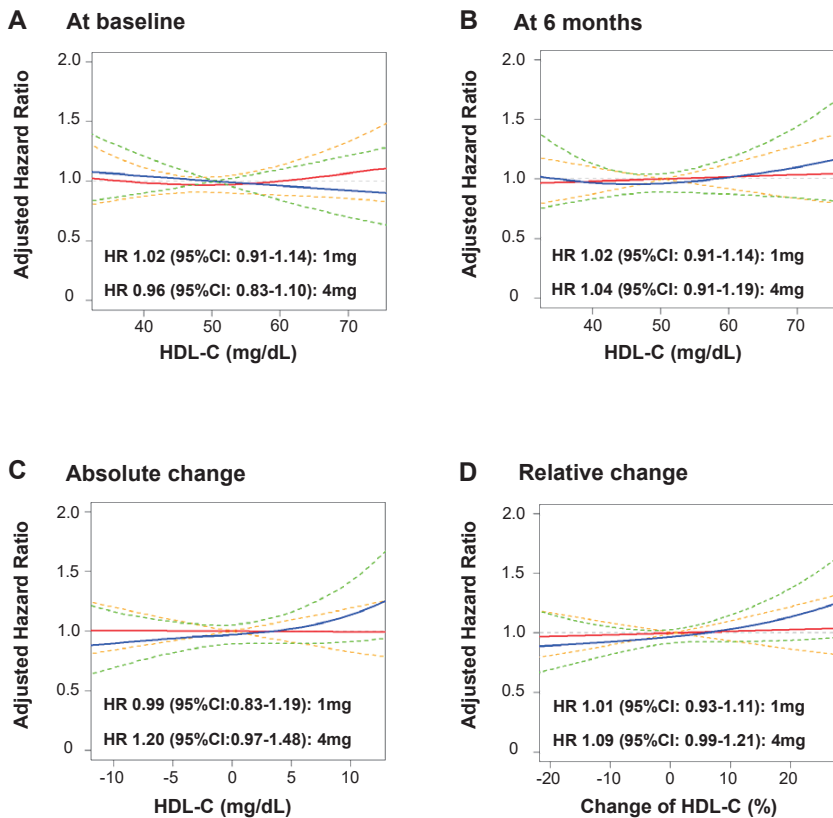 A At baseline
Adjusted Hazard Ratio
2.0
1.5
1.0
0.5
0
HR 1.02 (95%CI: 0.91-1.14): 1mg
HR 0.96 (95%CI: 0.83-1.10): 4mg
40 50 60 70
HDL-C (mg/dL)
B At 6 months
Adjusted Hazard Ratio
2.0
1.5
1.0
0.5
0
HR 1.02 (95%CI: 0.91-1.14): 1mg
HR 1.04 (95%CI: 0.91-1.19): 4mg
40 50 60 70
HDL-C (mg/dL)
C Absolute change
Adjusted Hazard Ratio
2.0
1.5
1.0
0.5
0
HR 0.99 (95%CI:0.83-1.19): 1mg
HR 1.20 (95%CI:0.97-1.48): 4mg
-10 -5 0 5 10
HDL-C (mg/dL)
D Relative change
Adjusted Hazard Ratio
2.0
1.5
1.0
0.5
0
HR 1.01 (95%CI: 0.93-1.11): 1mg
HR 1.09 (95%CI: 0.99-1.21): 4mg
-20 -10 0 10 20
Change of HDL-C (%)